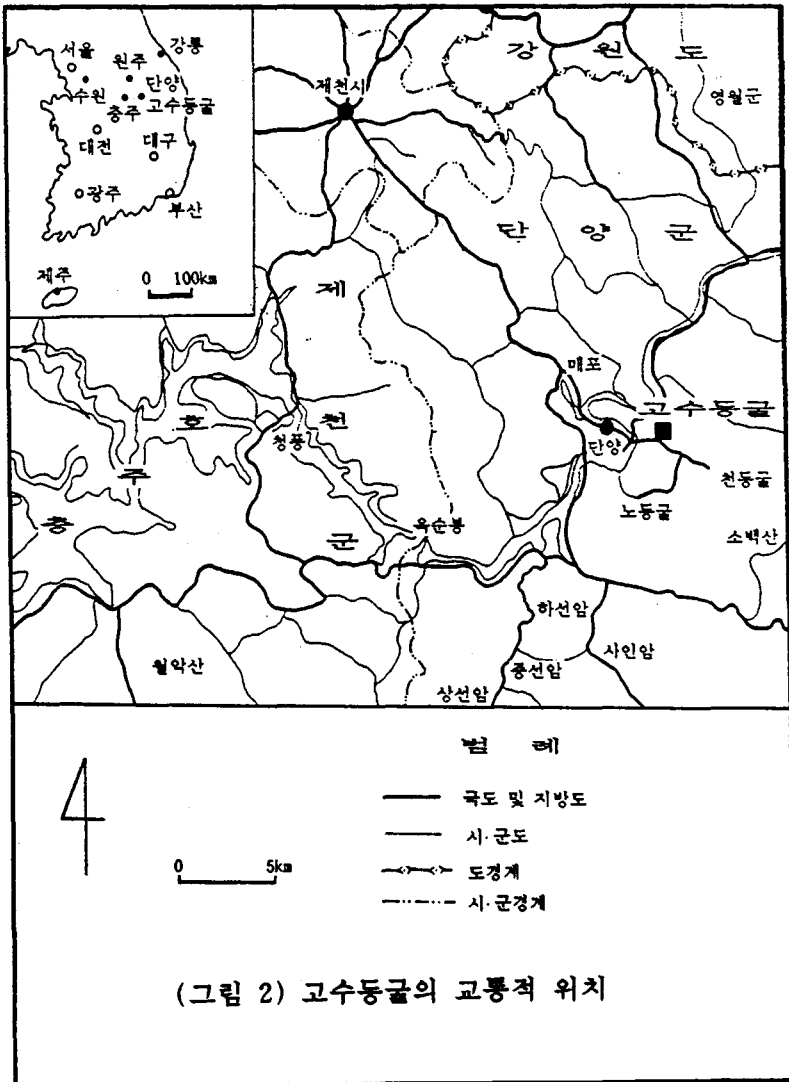 강릉
서울
원주
단양
수원
충주
고수동굴
대전
대구
광주
부산
제주
0 100km
강 원 도
제천시
영월군
단 양 군
제 천 군
매포
고수동굴
단양
천동굴
노동굴
소백산
충 주 호
청풍
옥순봉
하선암
사인암
중선암
상선암
월악산
범 례
국도 및 지방도
시·군도
도경계
시·군경계
0 5km
(그림 2) 고수동굴의 교통적 위치